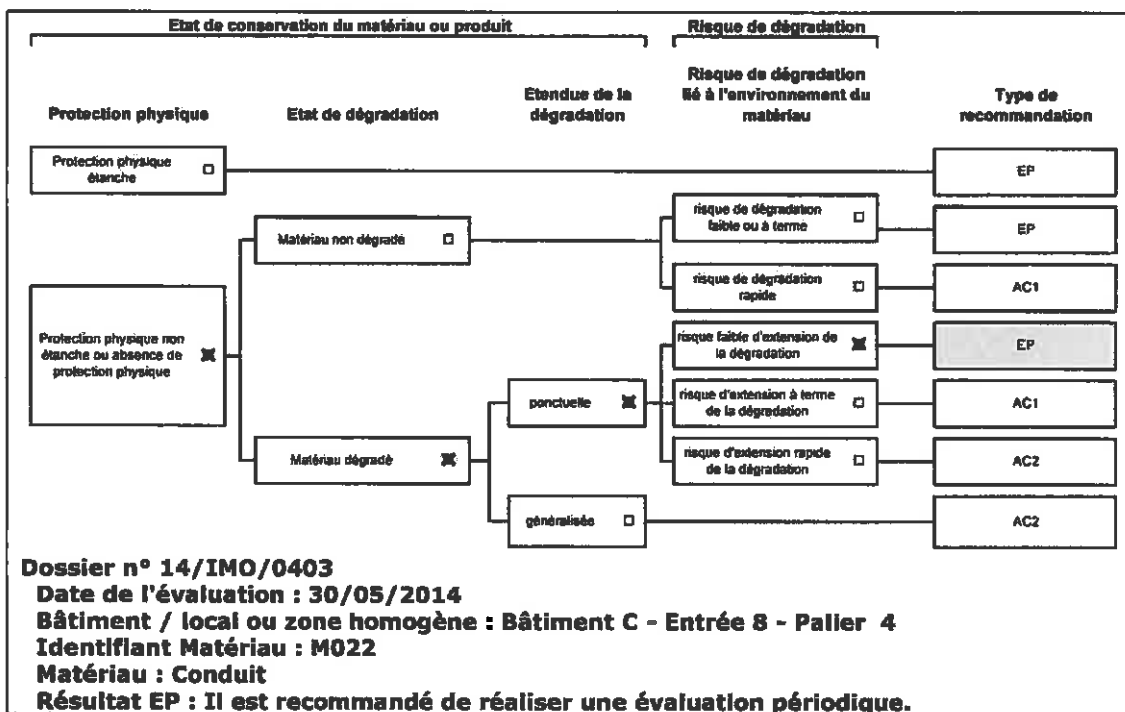 Etat de conservation du matériau ou produit
Risque de dégradation
Protection physique
Etat de dégradation
Etendue de la
dégradation
Risque de dégradation
lié à l'environnement du
matériau
Type de
recommandation
Protection physique
étanche
EP
Matériau non dégradé
risque de dégradation
faible ou à terme
EP
risque de dégradation
rapide
AC1
Protection physique non
étanche ou absence de
protection physique
risque faible d'extension de
la dégradation
EP
ponctuelle
risque d'extension à terme
de la dégradation
AC1
Matériau dégradé
risque d'extension rapide
de la dégradation
AC2
généralisée
AC2
Dossier n° 14/IMO/0403
Date de l'évaluation : 30/05/2014
Bâtiment / local ou zone homogène : Bâtiment C - Entrée 8 - Palier 4
Identifiant Matériau : M022
Matériau : Conduit
Résultat EP : Il est recommandé de réaliser une évaluation périodique.